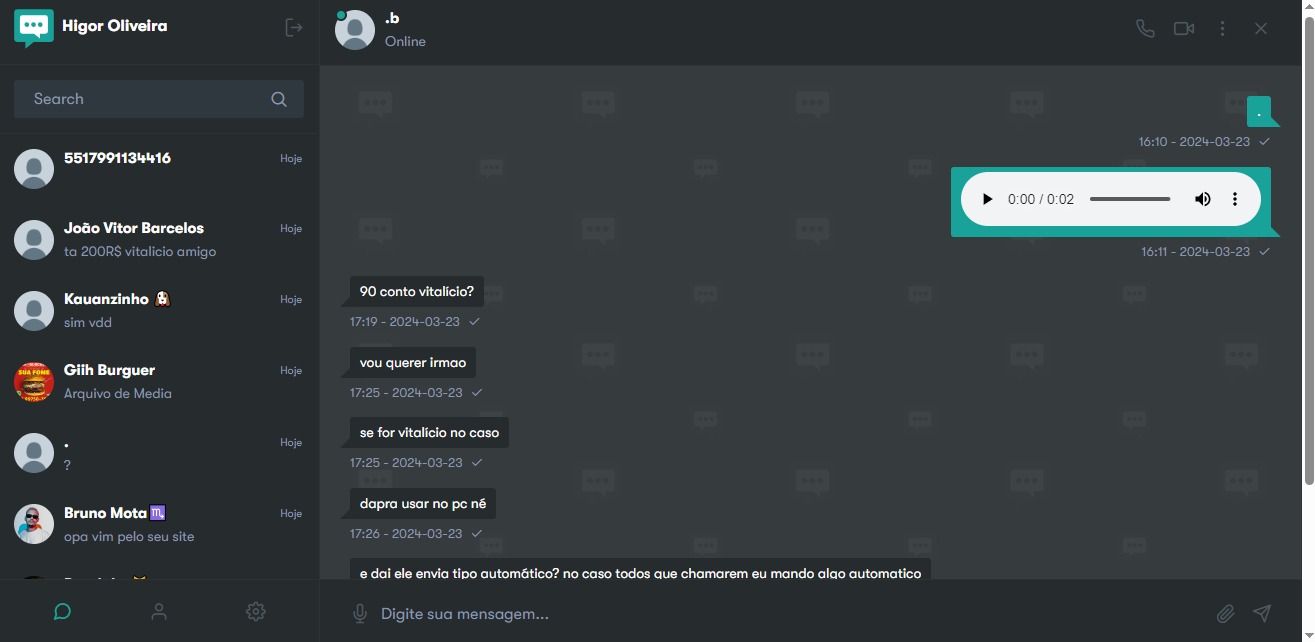 Higor Oliveira
Search
5517991134416
Hoje
João Vitor Barcelos
Hoje
ta 200R$ vitalicio amigo
Kauanzinho
Hoje
sim vdd
Giih Burguer
Hoje
Arquivo de Media
SUA FOME
.
Hoje
?
Bruno Mota ♏
Hoje
opa vim pelo seu site
.b
Online
.
16:10 - 2024-03-23
0:00 / 0:02
16:11 - 2024-03-23
90 conto vitalício?
17:19 - 2024-03-23
vou querer irmao
17:25 - 2024-03-23
se for vitalício no caso
17:25 - 2024-03-23
dapra usar no pc né
17:26 - 2024-03-23
e dai ele envia tipo automático? no caso todos que chamarem eu mando algo automatico
Digite sua mensagem...